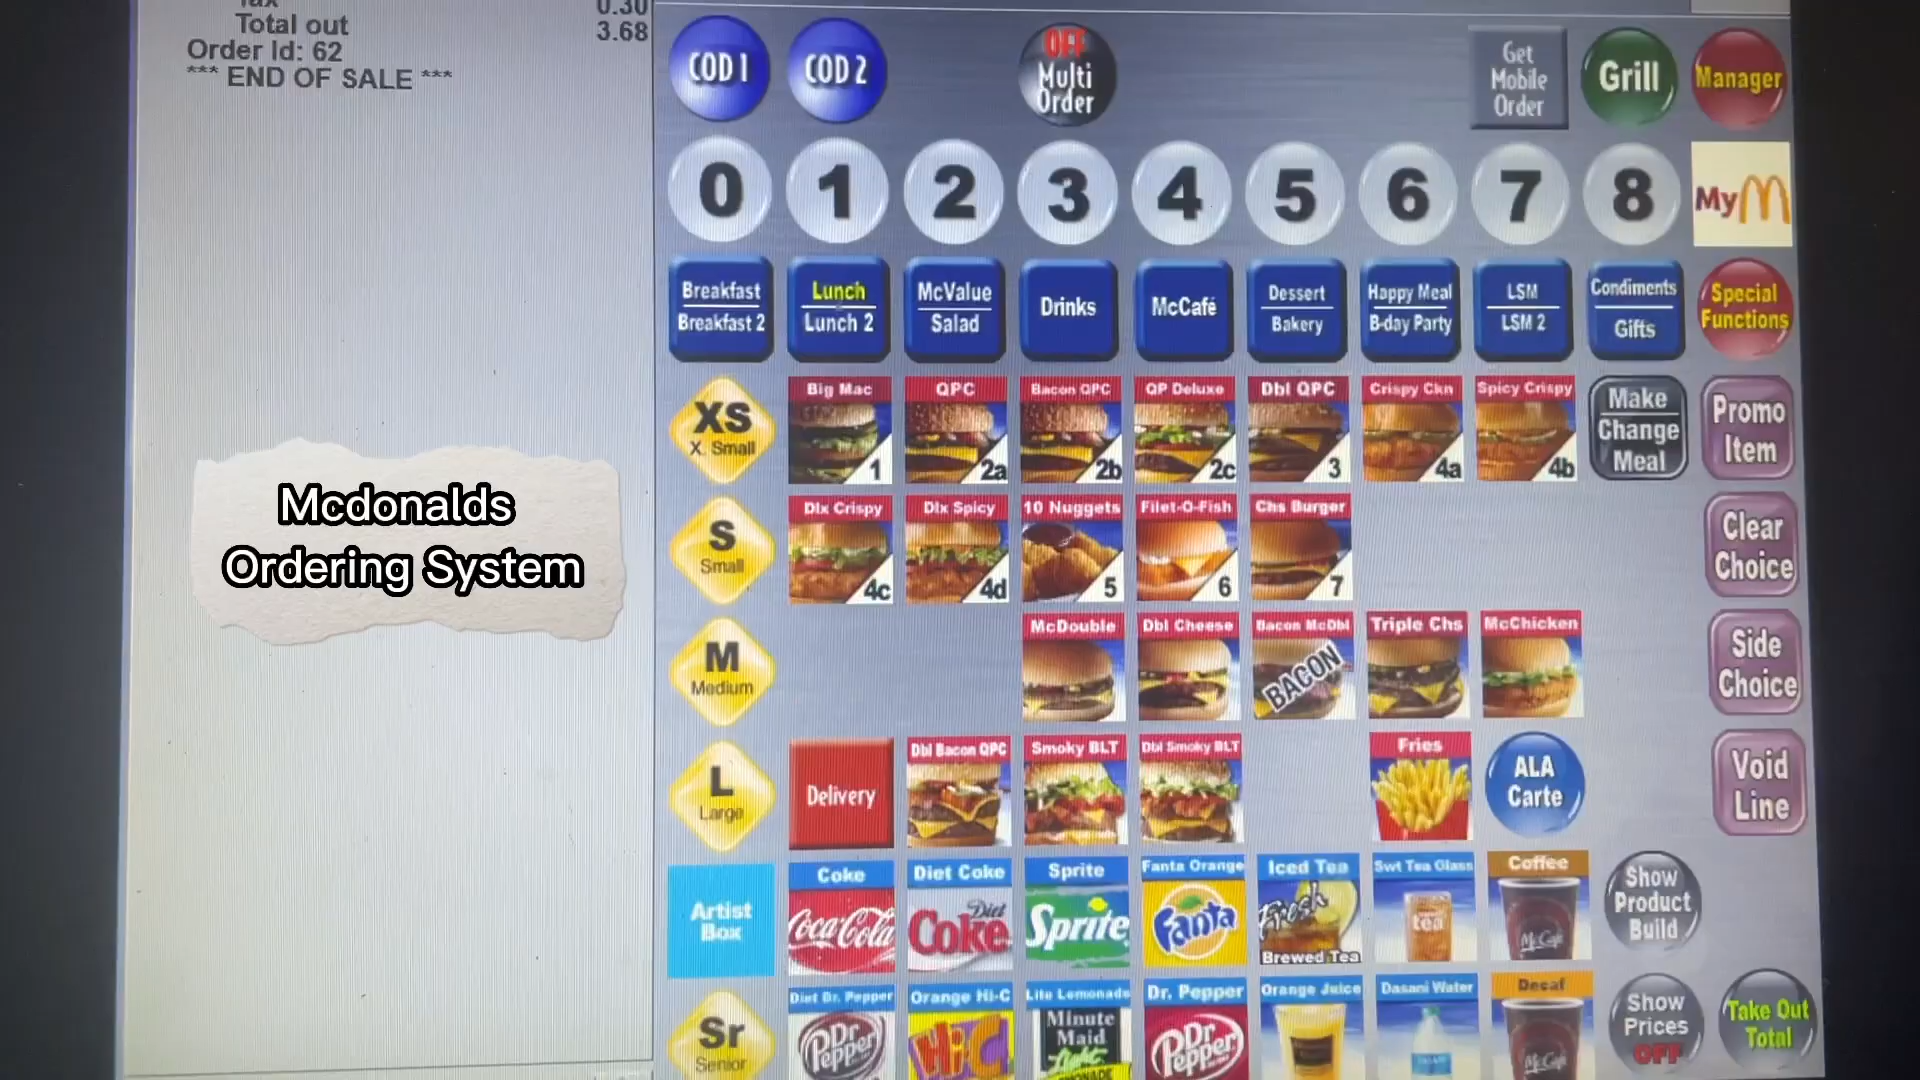 Tax 0.30
Total out 3.68
Order Id: 62
*** END OF SALE ***
Mcdonalds
Ordering System
COD 1
COD 2
OFF
Multi
Order
Get
Mobile
Order
Grill
Manager
0 1 2 3 4 5 6 7 8
My
Breakfast
Breakfast 2
Lunch
Lunch 2
McValue
Salad
Drinks
McCafé
Dessert
Bakery
Happy Meal
B-day Party
LSM
LSM 2
Condiments
Gifts
Special
Functions
XS
X. Small
Big Mac
1
QPC
2a
Bacon QPC
2b
QP Deluxe
2c
Dbl QPC
3
Crispy Ckn
4a
Spicy Crispy
4b
Make
Change
Meal
Promo
Item
S
Small
Dlx Crispy
4c
Dlx Spicy
4d
10 Nuggets
5
Filet-O-Fish
6
Chs Burger
7
Clear
Choice
M
Medium
McDouble
Dbl Cheese
Bacon McDbl
BACON
Triple Chs
McChicken
Side
Choice
L
Large
Delivery
Dbl Bacon QPC
Smoky BLT
Dbl Smoky BLT
Fries
ALA
Carte
Void
Line
Artist
Box
Coke
Coca-Cola
Diet Coke
Diet
Coke
Sprite
Sprite
Fanta Orange
Fanta
Iced Tea
Fresh
Brewed Tea
Swt Tea Glass
tea
Coffee
McCafé
Show
Product
Build
Sr
Senior
Diet Dr. Pepper
Dr Pepper
Orange Hi-C
Hi-C
Lite Lemonade
Minute
Maid
Light
LEMONADE
Dr. Pepper
Dr Pepper
Orange Juice
Dasani Water
DASANI
Decaf
McCafé
Show
Prices
OFF
Take Out
Total